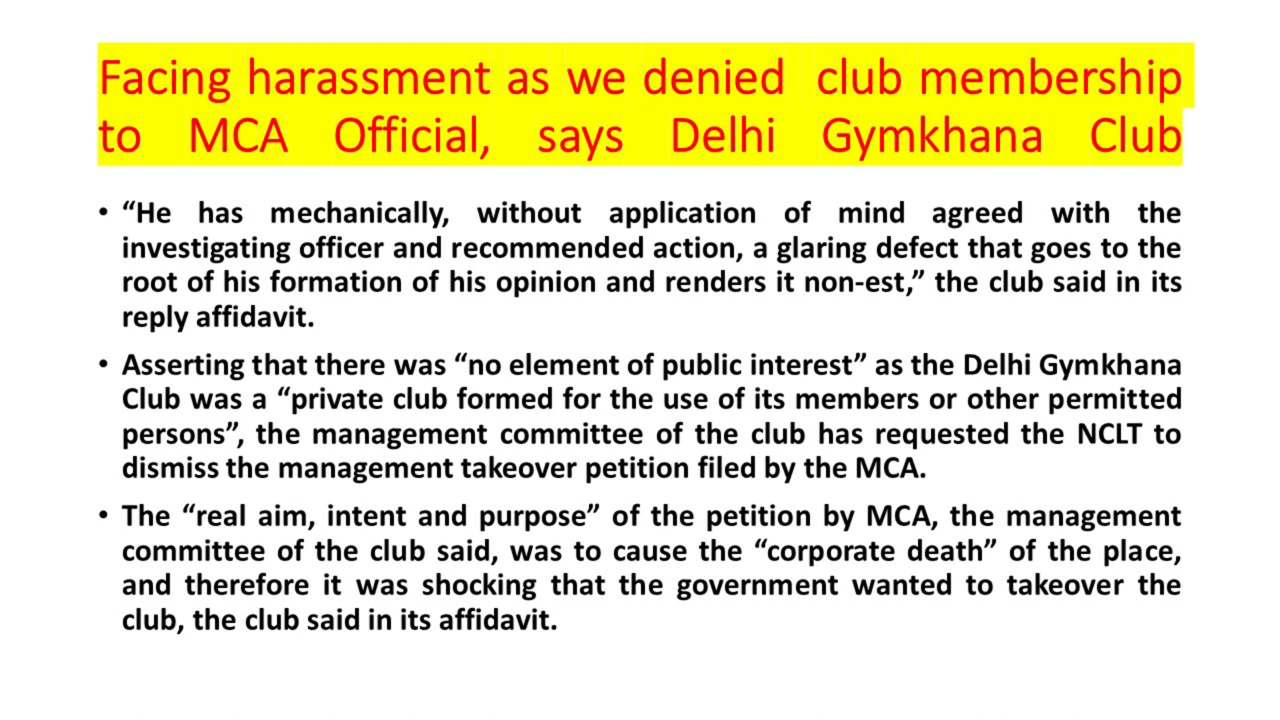 Facing harassment as we denied club membership
to MCA Official, says Delhi Gymkhana Club
• “He has mechanically, without application of mind agreed with the
investigating officer and recommended action, a glaring defect that goes to the
root of his formation of his opinion and renders it non-est,” the club said in its
reply affidavit.
• Asserting that there was “no element of public interest” as the Delhi Gymkhana
Club was a “private club formed for the use of its members or other permitted
persons”, the management committee of the club has requested the NCLT to
dismiss the management takeover petition filed by the MCA.
• The “real aim, intent and purpose” of the petition by MCA, the management
committee of the club said, was to cause the “corporate death” of the place,
and therefore it was shocking that the government wanted to takeover the
club, the club said in its affidavit.